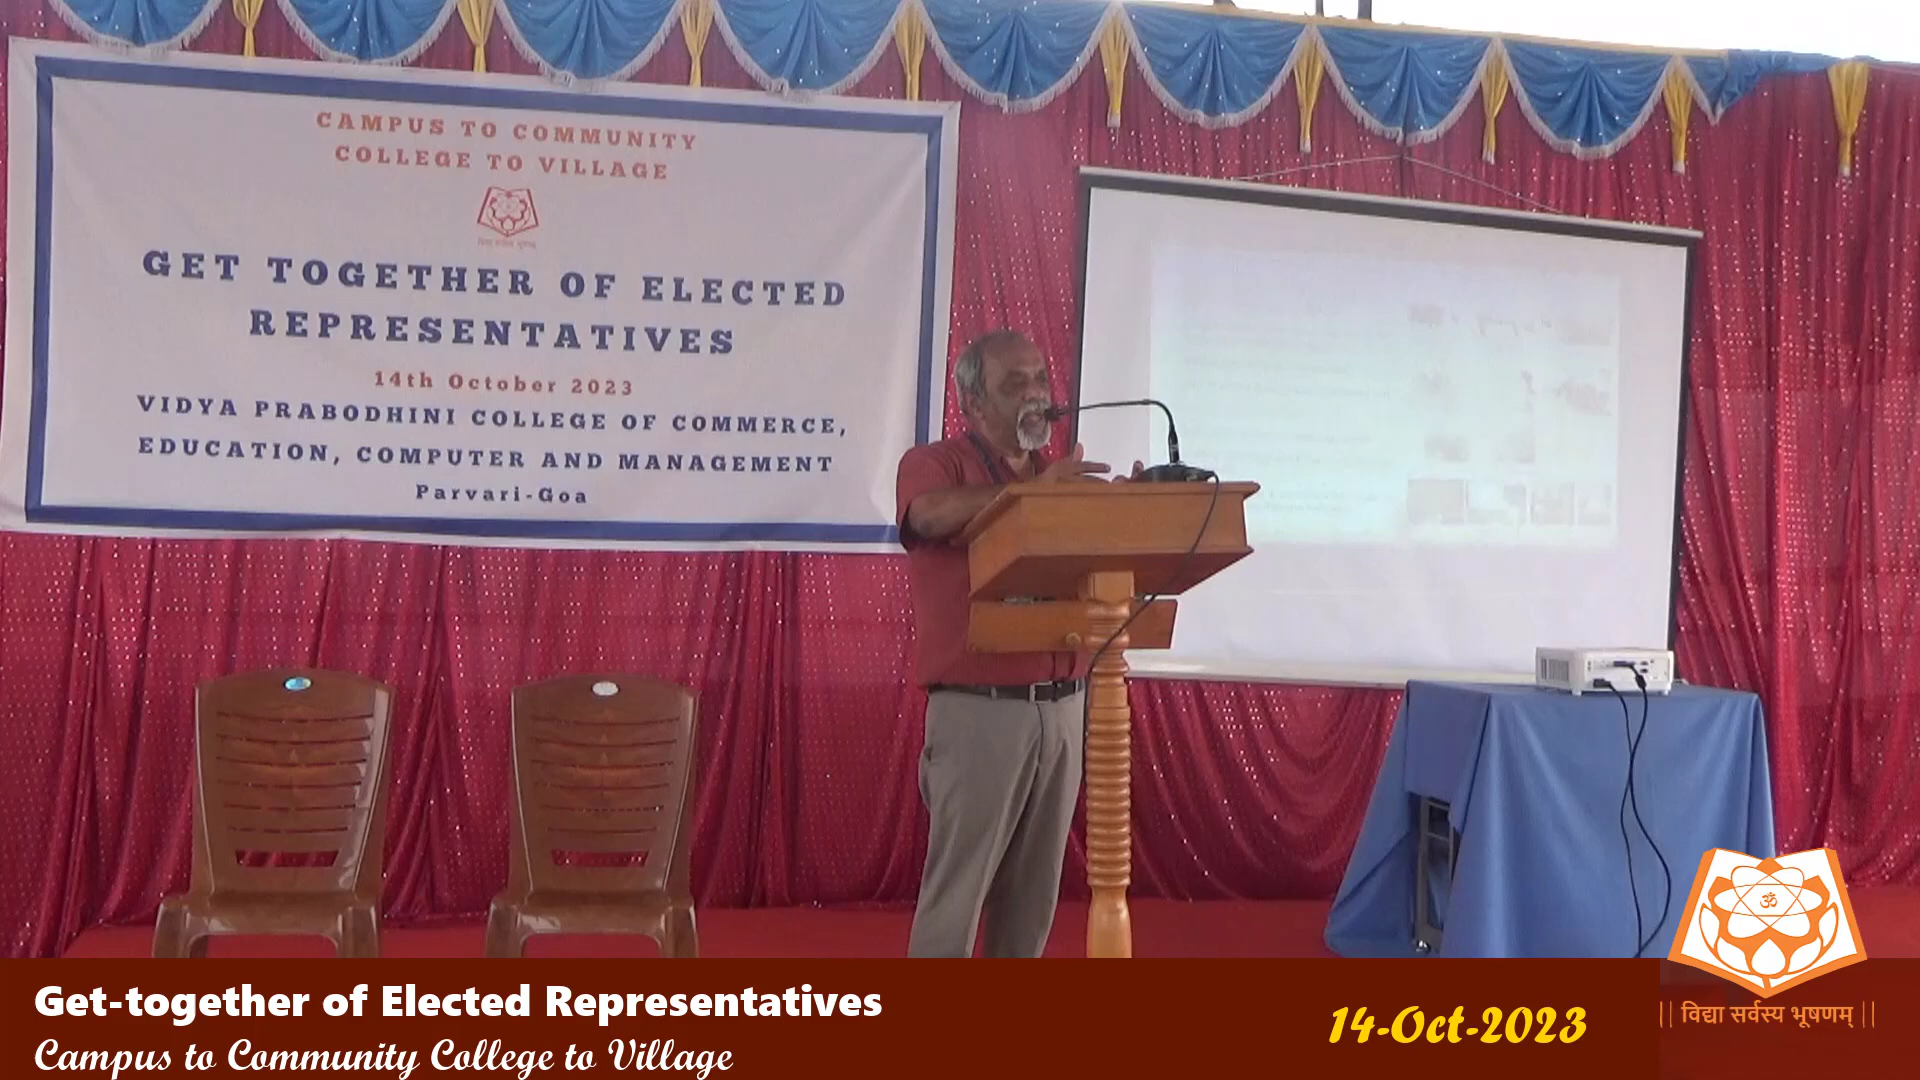 CAMPUS TO COMMUNITY
COLLEGE TO VILLAGE
GET TOGETHER OF ELECTED
REPRESENTATIVES
14th October 2023
VIDYA PRABODHINI COLLEGE OF COMMERCE,
EDUCATION, COMPUTER AND MANAGEMENT
Parvari-Goa
ॐ
Get-together of Elected Representatives
Campus to Community College to Village
14-Oct-2023
|| विद्या सर्वस्य भूषणम् ||